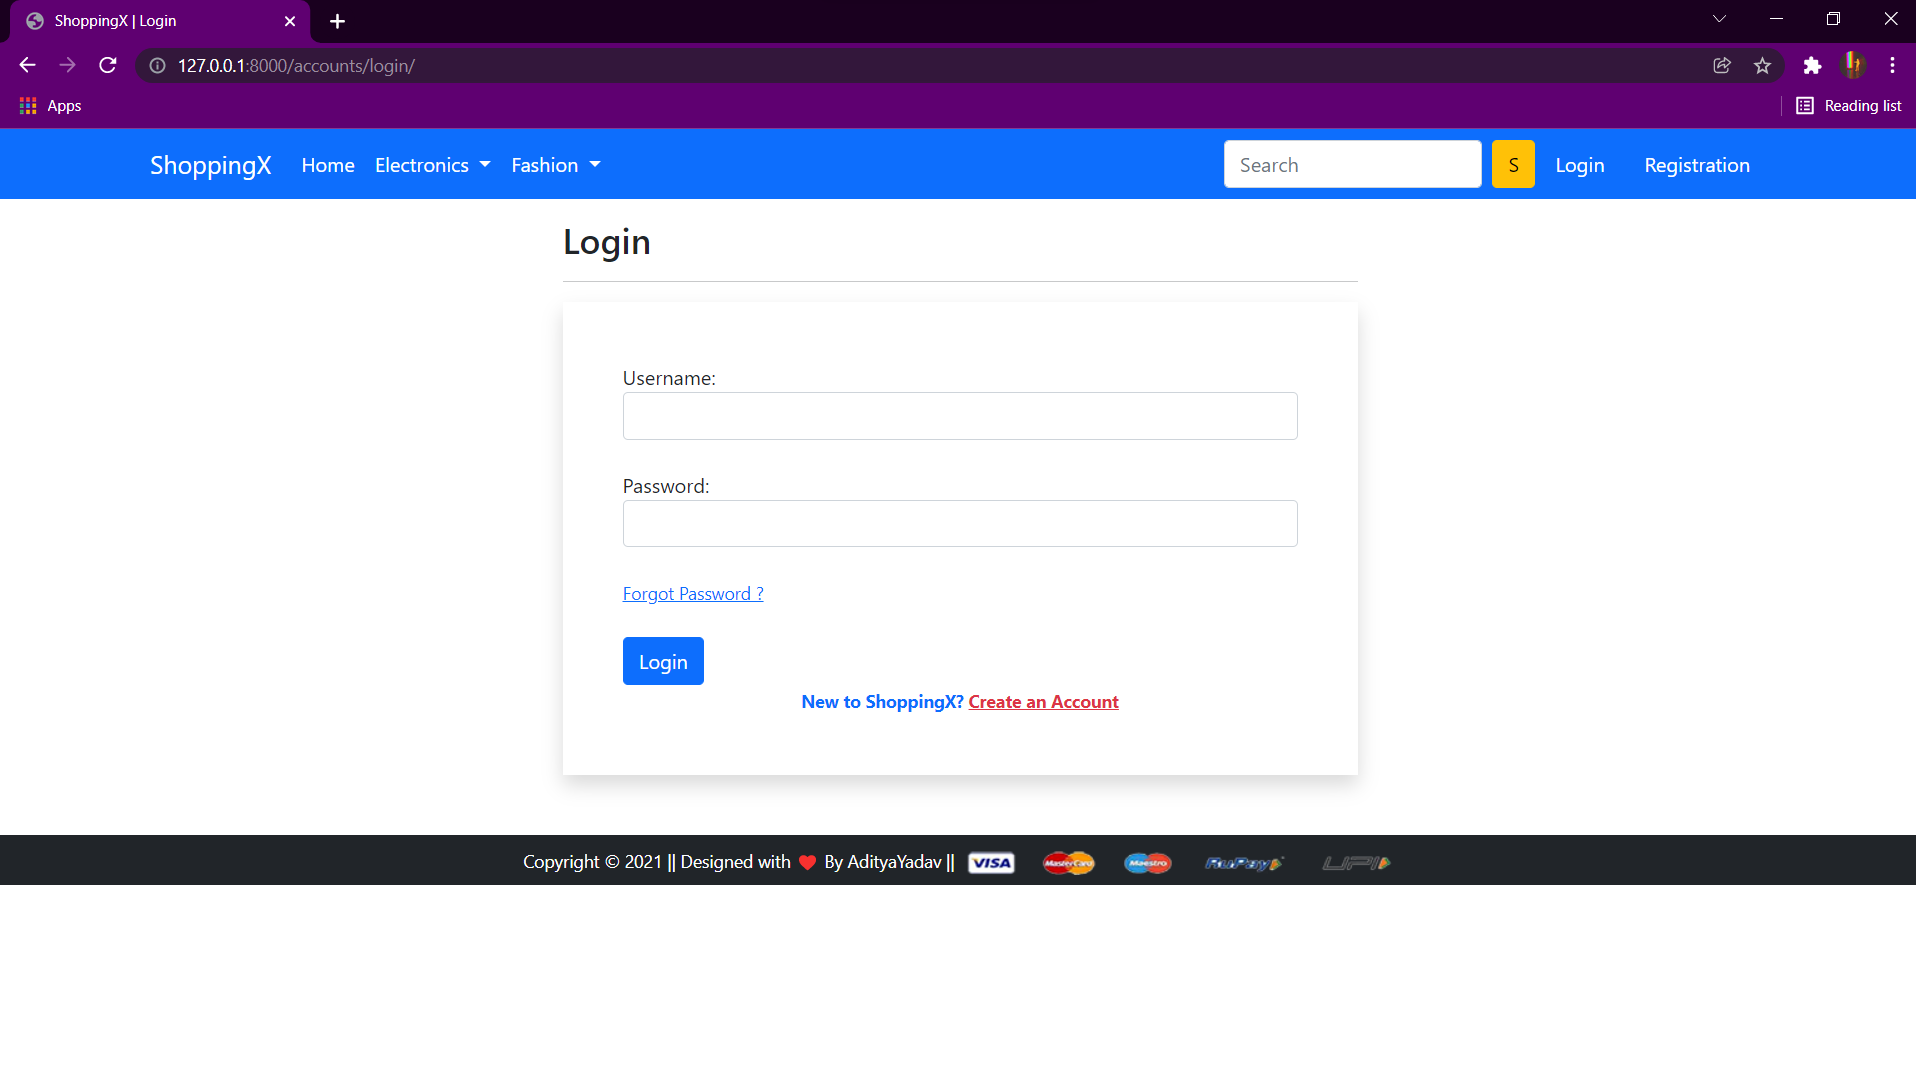 ShoppingX | Login
127.0.0.1:8000/accounts/login/
Apps
Reading list
ShoppingX Home Electronics Fashion Search S Login Registration
Login
Username:
Password:
Forgot Password ?
Login
New to ShoppingX? Create an Account
Copyright © 2021 || Designed with ❤ By AdityaYadav || VISA MasterCard Maestro RuPay UPI